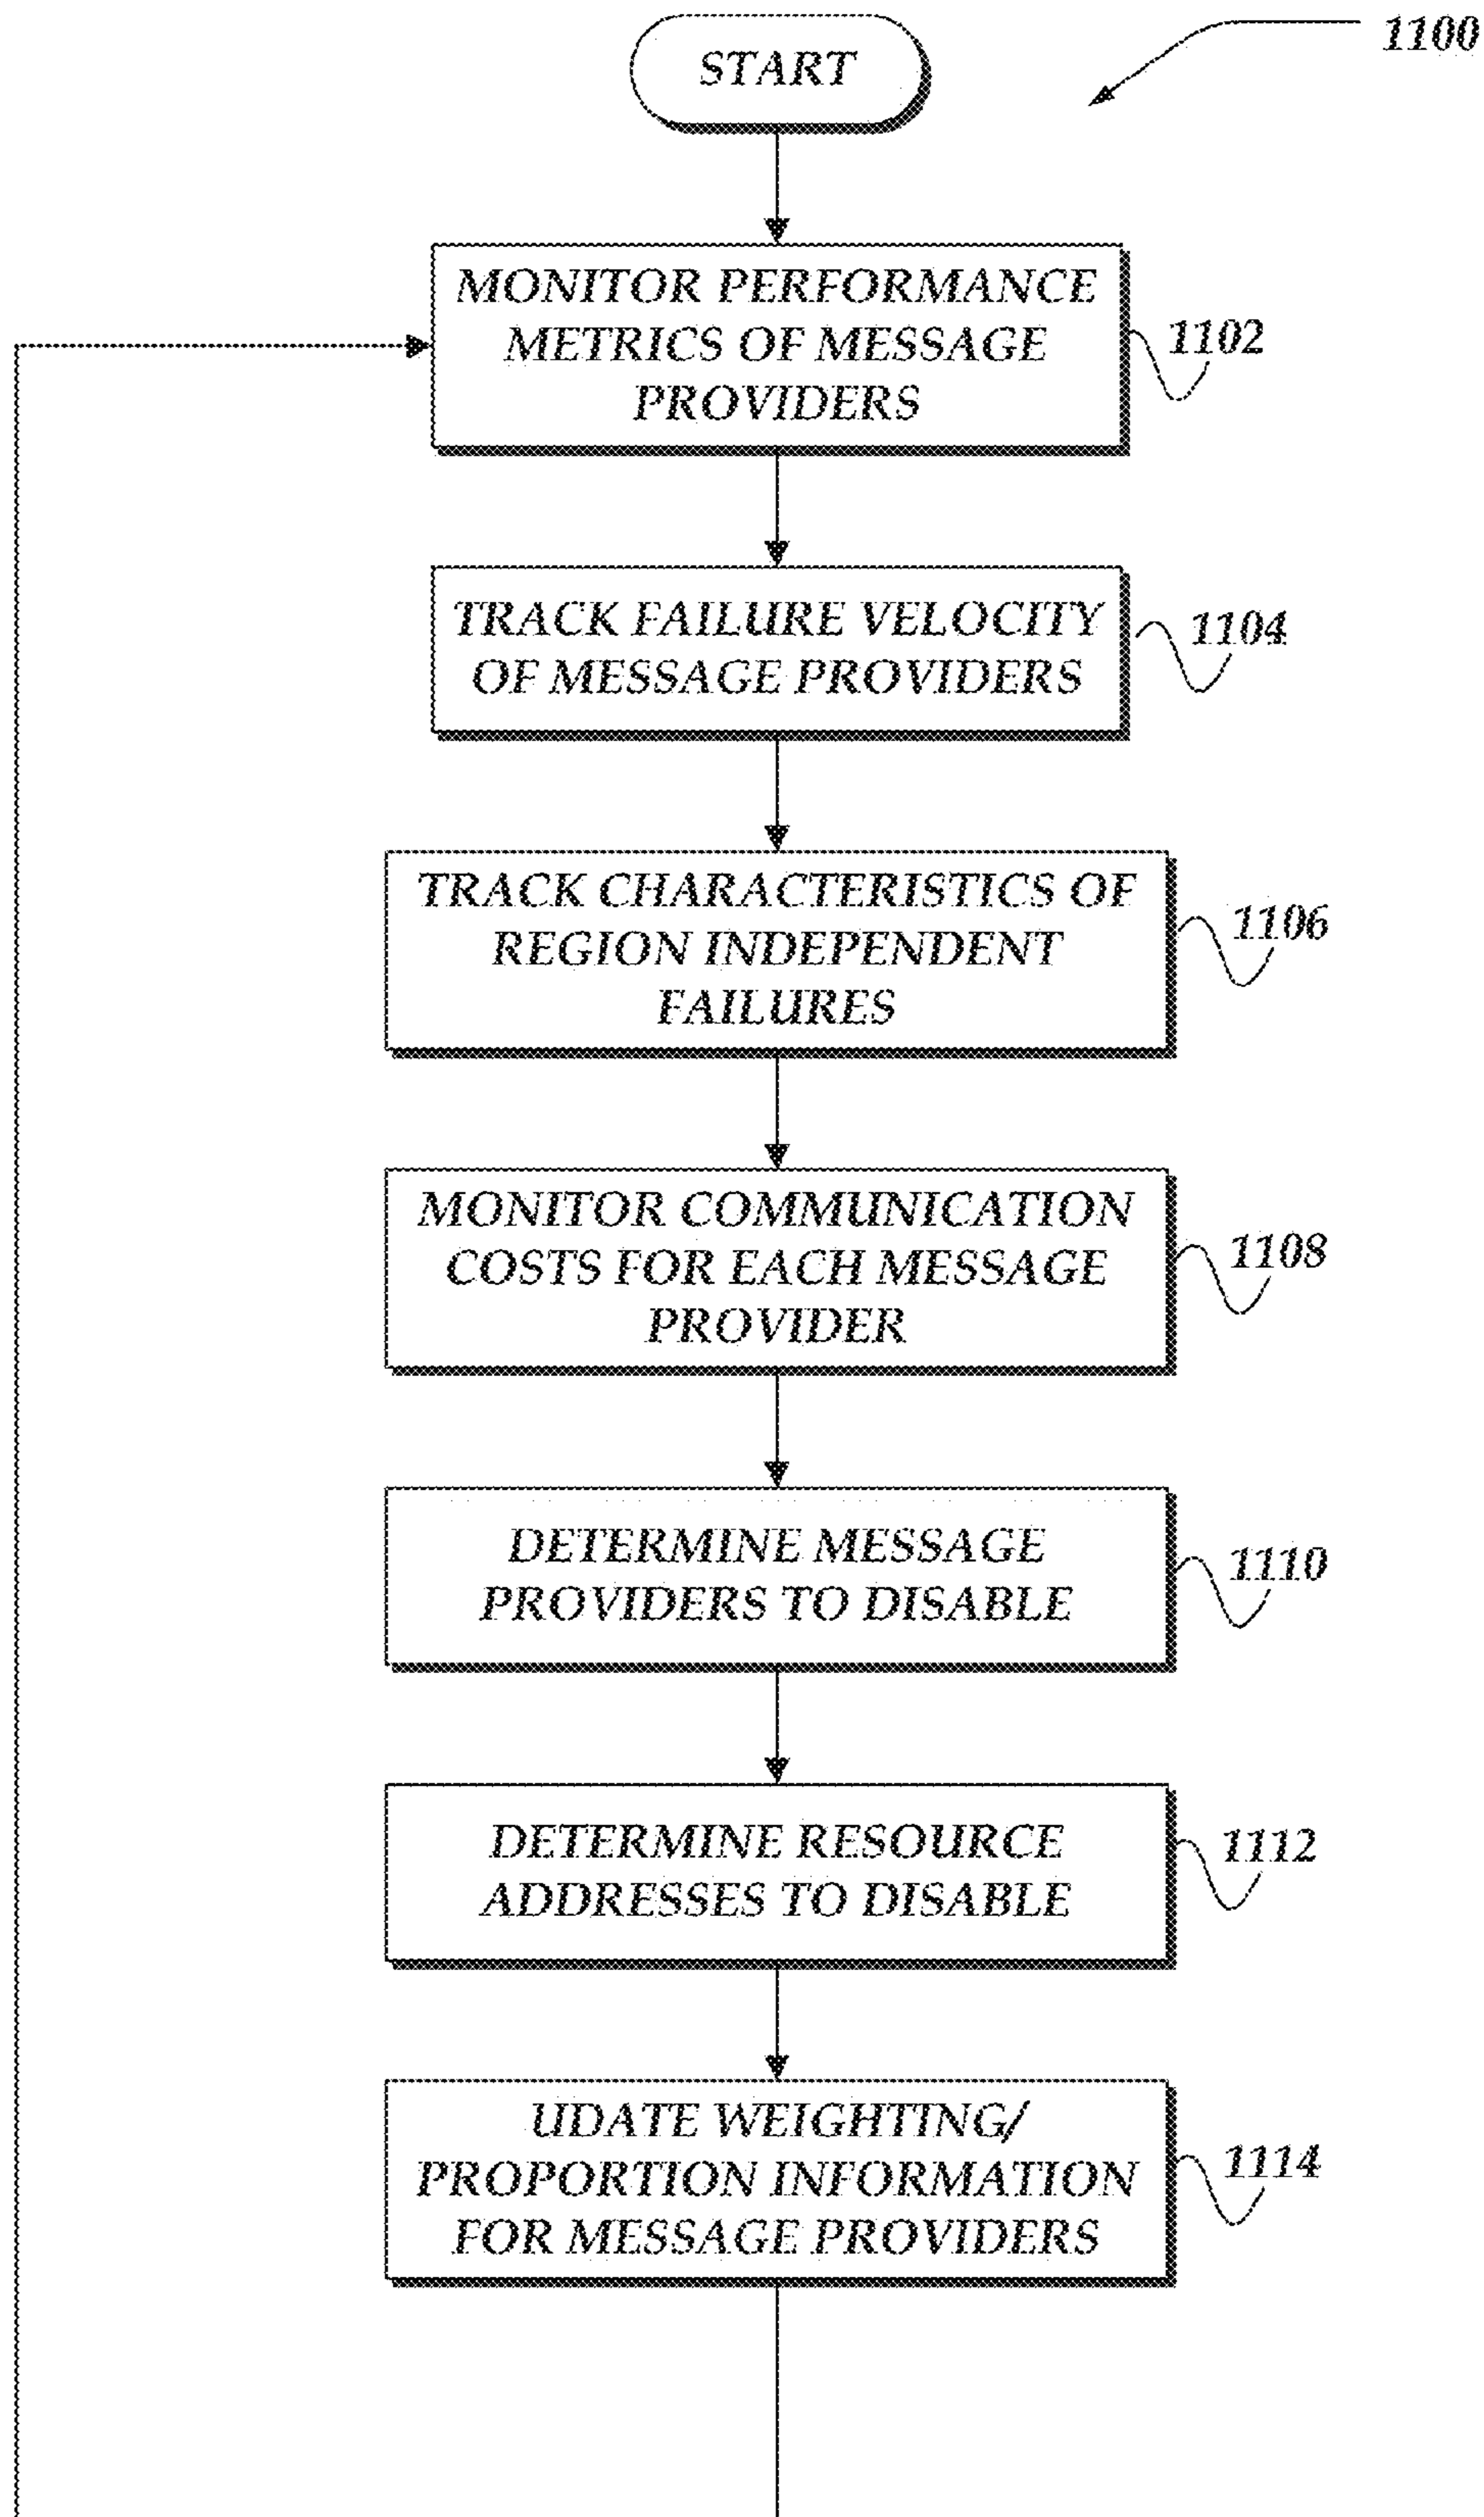 START
1100
MONITOR PERFORMANCE
METRICS OF MESSAGE
PROVIDERS
1102
TRACK FAILURE VELOCITY
OF MESSAGE PROVIDERS
1104
TRACK CHARACTERISTICS OF
REGION INDEPENDENT
FAILURES
1106
MONITOR COMMUNICATION
COSTS FOR EACH MESSAGE
PROVIDER
1108
DETERMINE MESSAGE
PROVIDERS TO DISABLE
1110
DETERMINE RESOURCE
ADDRESSES TO DISABLE
1112
UDATE WEIGHTING/
PROPORTION INFORMATION
FOR MESSAGE PROVIDERS
1114